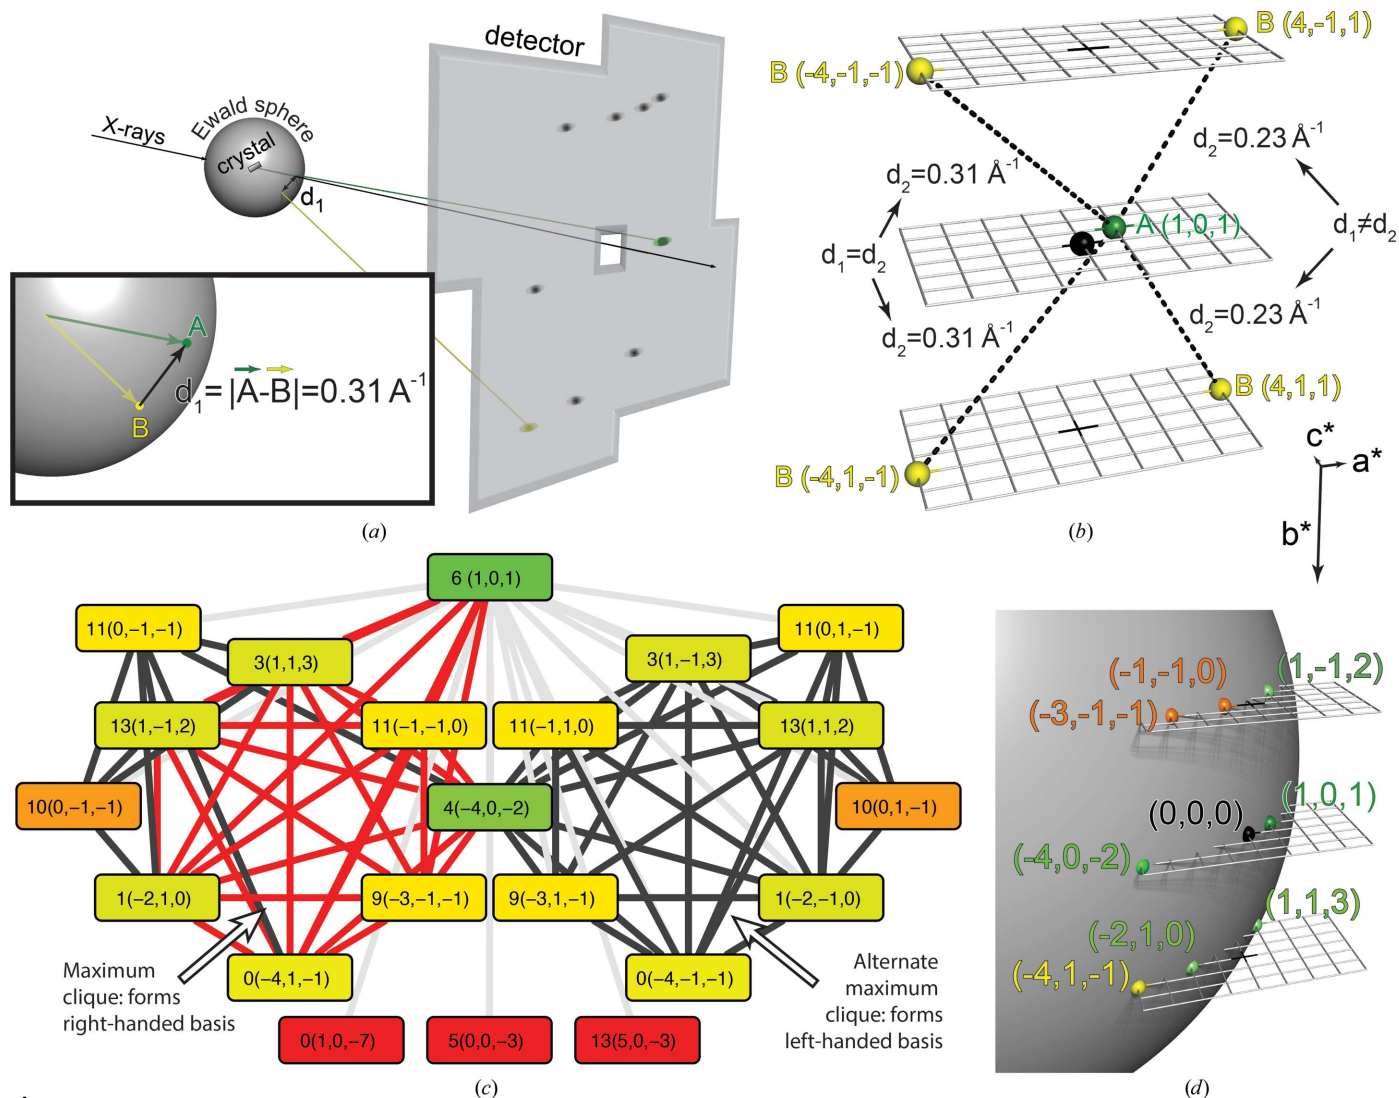 detector
Ewald sphere
X-rays
crystal
d1
A
B
d1=|A-B|=0.31 A-1
(a)
B (4,-1,1)
B (-4,-1,-1)
d2=0.23 Å-1
d2=0.31 Å-1
A (1,0,1)
d1=d2
d1≠d2
d2=0.31 Å-1
d2=0.23 Å-1
B (4,1,1)
B (-4,1,-1)
c*
a*
b*
(b)
6 (1,0,1)
11(0,−1,−1)
11(0,1,−1)
3(1,1,3)
3(1,−1,3)
13(1,−1,2)
11(−1,−1,0)
11(−1,1,0)
13(1,1,2)
10(0,−1,−1)
4(−4,0,−2)
10(0,1,−1)
1(−2,1,0)
9(−3,−1,−1)
9(−3,1,−1)
1(−2,−1,0)
0(−4,1,−1)
0(−4,−1,−1)
Maximum
clique: forms
right-handed basis
Alternate
maximum
clique: forms
left-handed basis
0(1,0,−7)
5(0,0,−3)
13(5,0,−3)
(c)
(-1,-1,0)
(1,-1,2)
(-3,-1,-1)
(0,0,0)
(1,0,1)
(-4,0,-2)
(1,1,3)
(-2,1,0)
(-4,1,-1)
(d)